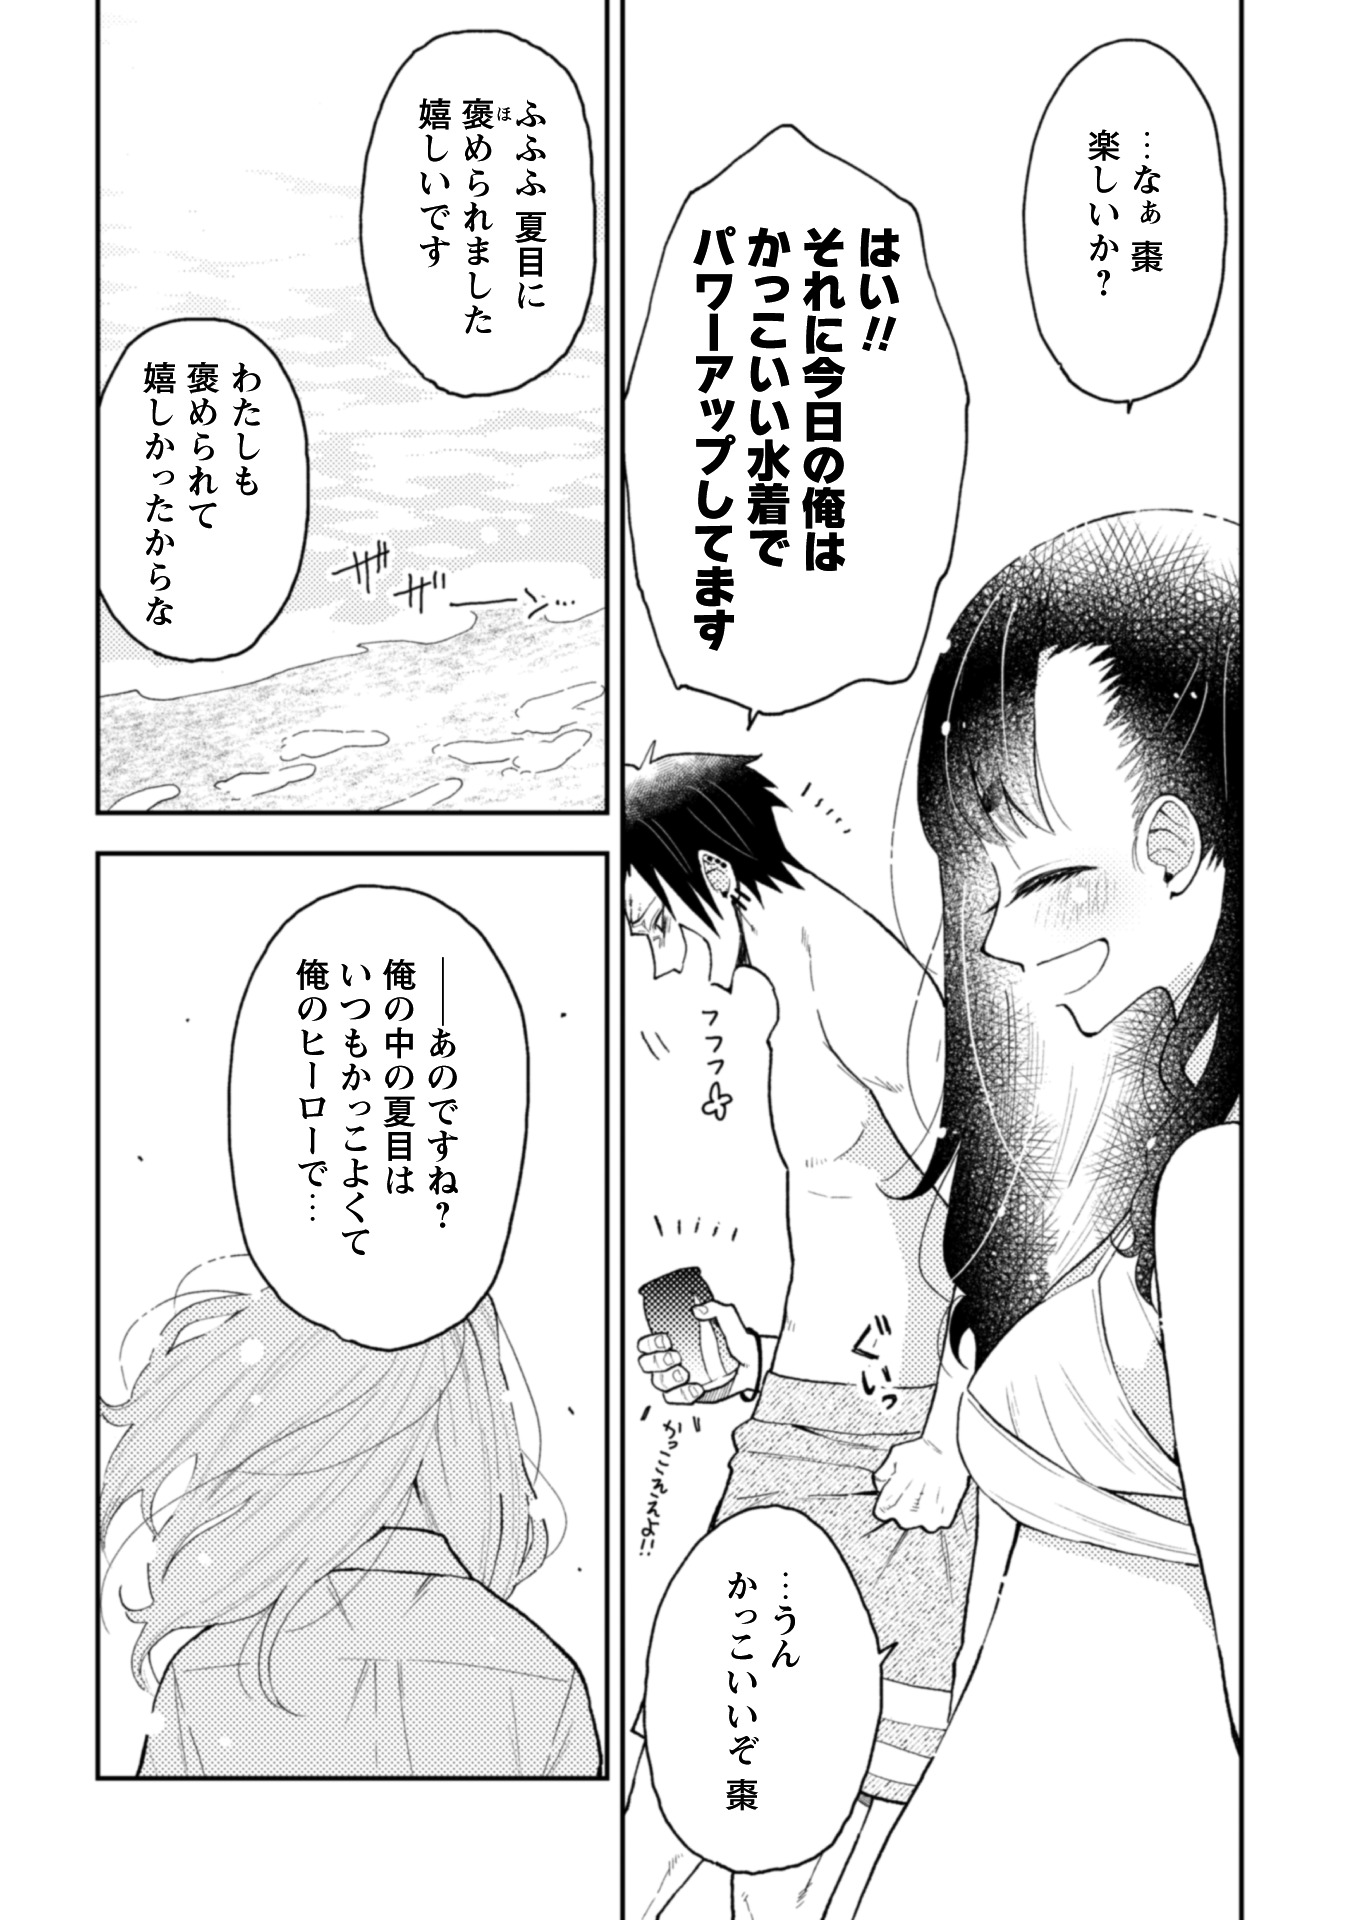 …なぁ 棗
楽しいか？
はい!!
それに今日の俺は
かっこいい水着で
パワーアップしてます
フフフ
ぐいっ
かっこええよ!!
…うん
かっこいいぞ 棗
ふふふ 夏目に
褒められました
ほ
嬉しいです
わたしも
褒められて
嬉しかったからな
ザザ
ザーン…
――あのですね？
俺の中の夏目は
いつもかっこよくて
俺のヒーローで…